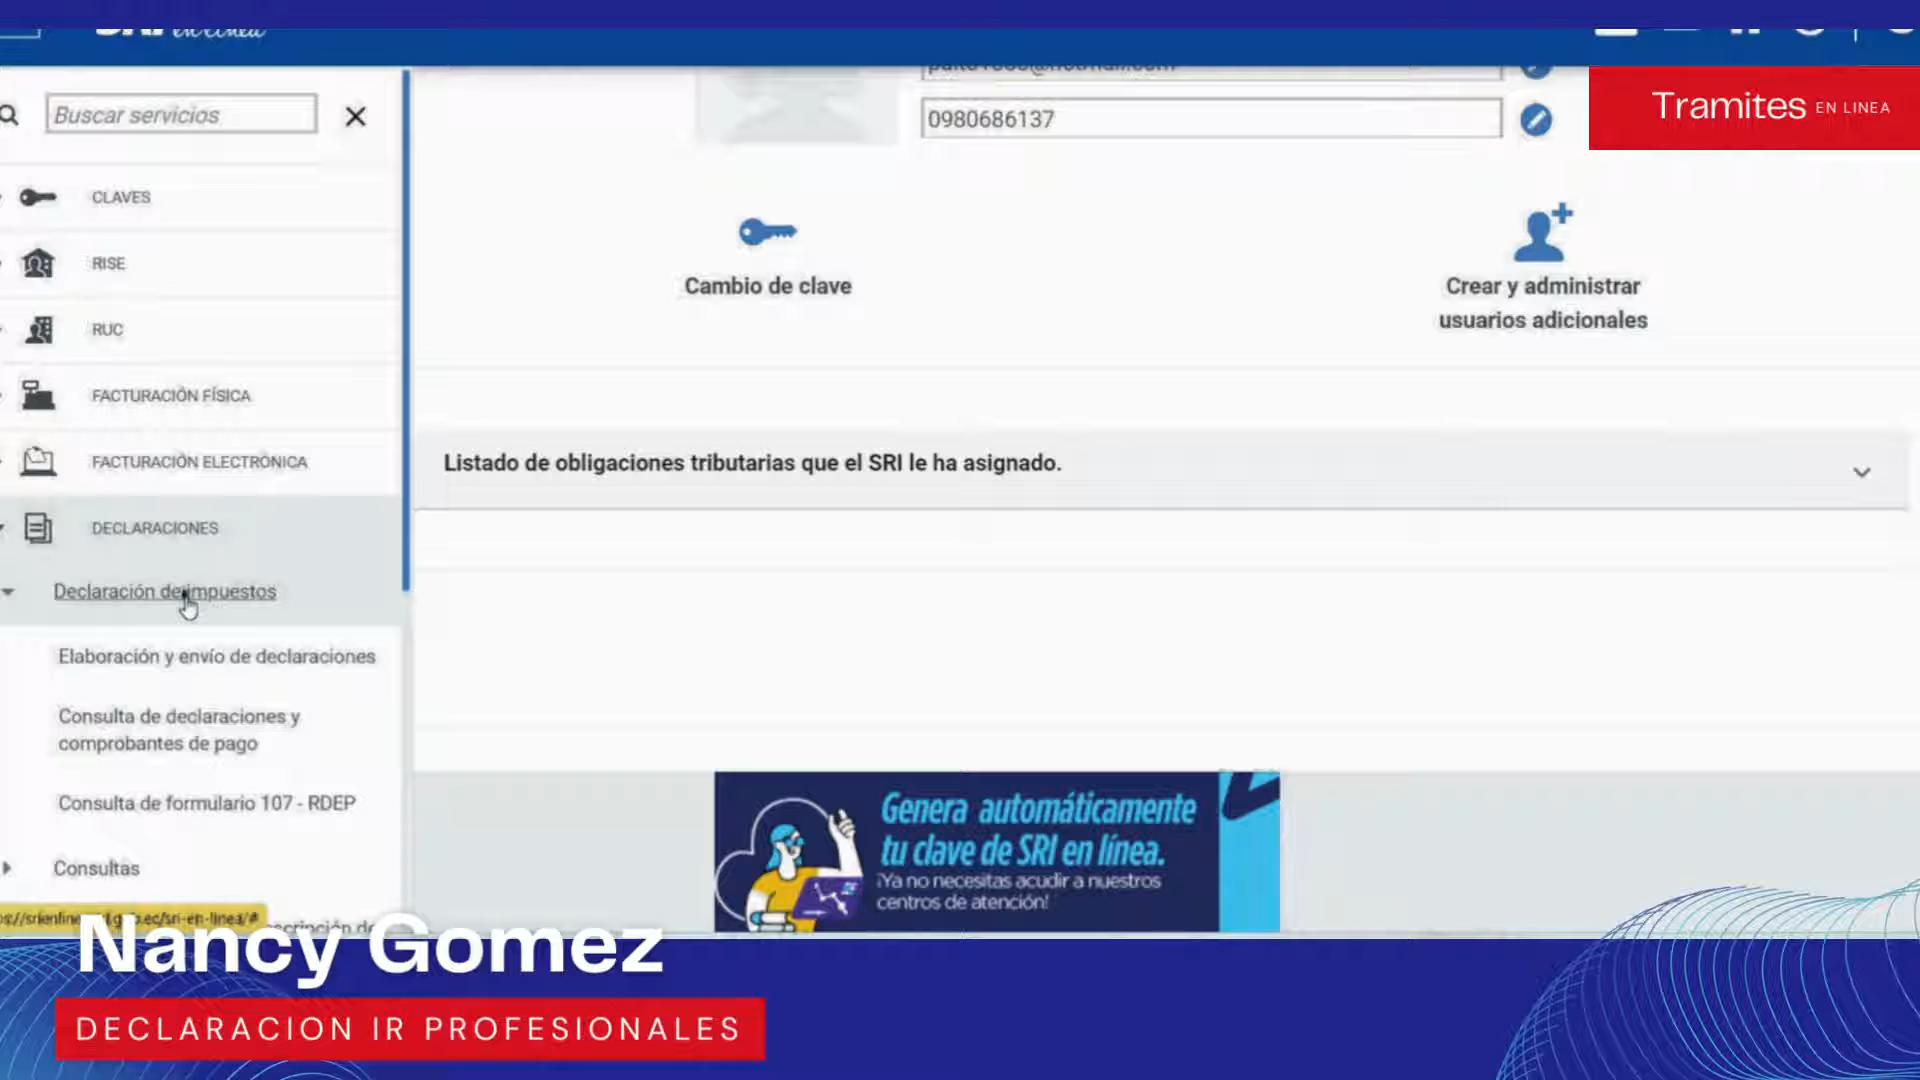 SRI en Línea
Tramites EN LINEA
Buscar servicios
0980686137
CLAVES
RISE
RUC
FACTURACIÓN FÍSICA
FACTURACIÓN ELECTRÓNICA
DECLARACIONES
Declaración de impuestos
Elaboración y envío de declaraciones
Consulta de declaraciones y
comprobantes de pago
Consulta de formulario 107 - RDEP
Consultas
Cambio de clave
Crear y administrar
usuarios adicionales
Listado de obligaciones tributarias que el SRI le ha asignado.
Genera automáticamente
tu clave de SRI en línea.
¡Ya no necesitas acudir a nuestros
centros de atención!
Nancy Gomez
DECLARACION IR PROFESIONALES